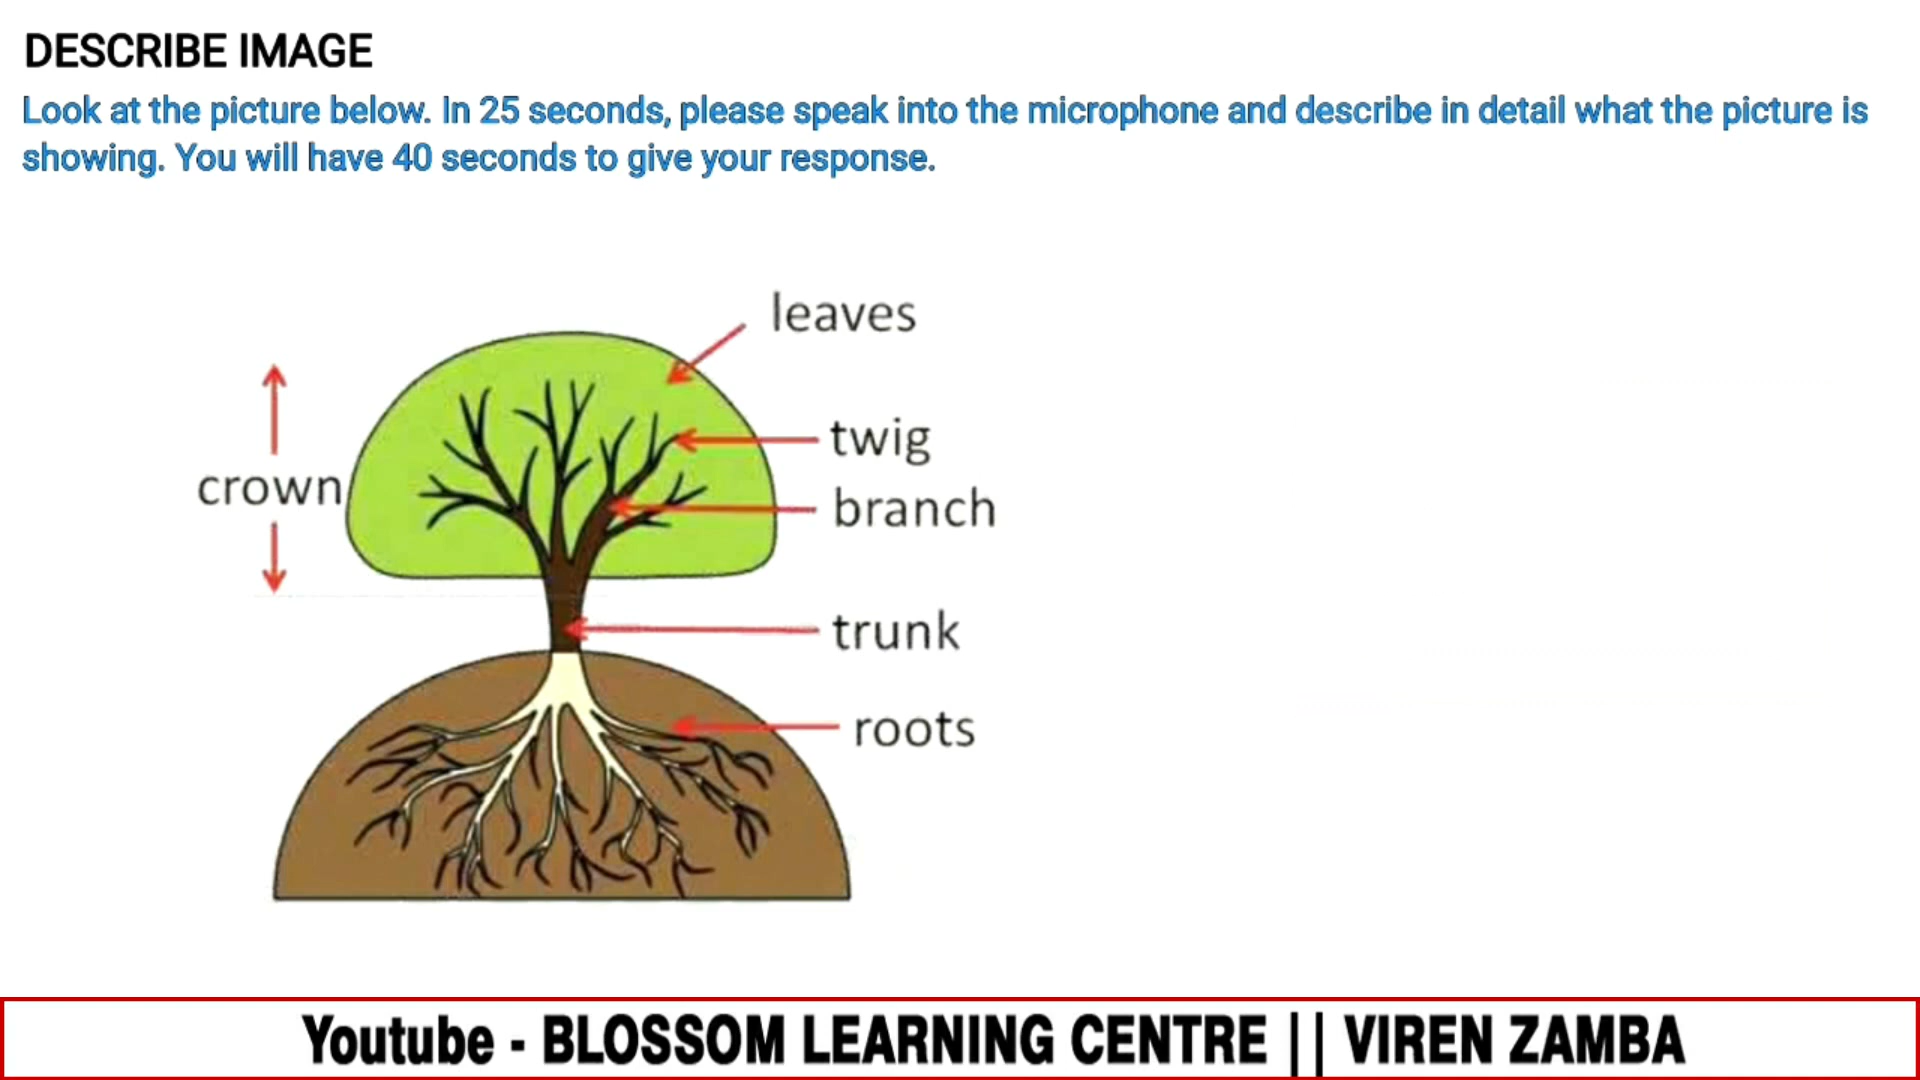 DESCRIBE IMAGE
Look at the picture below. In 25 seconds, please speak into the microphone and describe in detail what the picture is
showing. You will have 40 seconds to give your response.
leaves
twig
crown
branch
trunk
roots
Youtube - BLOSSOM LEARNING CENTRE || VIREN ZAMBA